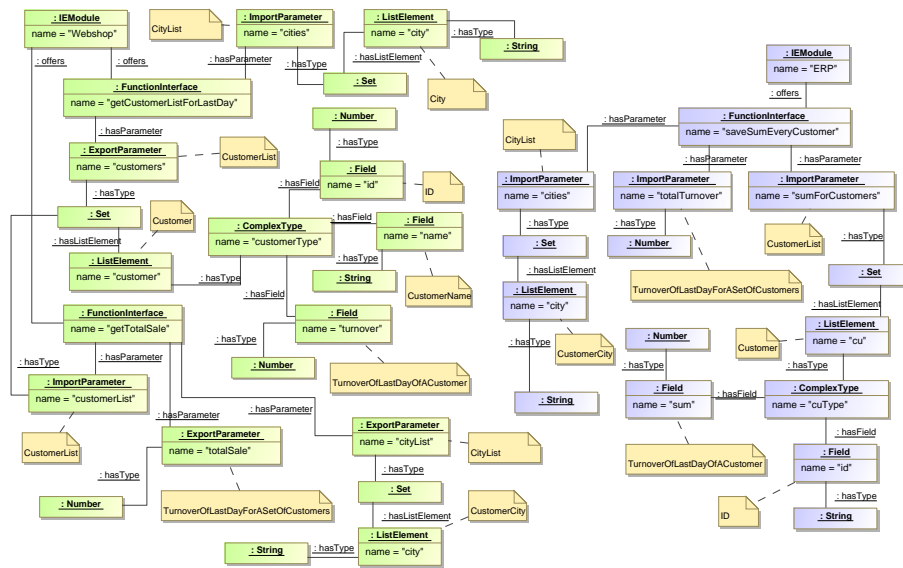 : IEModule
name = "Webshop"
CityList
: ImportParameter
name = "cities"
: ListElement
name = "city"
: hasType
: String
: offers
: offers
: hasParameter
: hasType
: hasListElement
: Set
City
: FunctionInterface
name = "getCustomerListForLastDay"
: hasParameter
: ExportParameter
name = "customers"
CustomerList
: hasType
: Set
: hasListElement
Customer
: ListElement
name = "customer"
: hasType
: Number
: hasType
: Field
name = "id"
ID
: hasField
: ComplexType
name = "customerType"
: hasField
: Field
name = "name"
: hasType
: String
CustomerName
: hasField
: Field
name = "turnover"
: hasType
: Number
TurnoverOfLastDayOfACustomer
: FunctionInterface
name = "getTotalSale"
: hasType
: hasParameter
: ImportParameter
name = "customerList"
CustomerList
: hasParameter
: ExportParameter
name = "totalSale"
: hasType
: Number
TurnoverOfLastDayForASetOfCustomers
: hasParameter
: ExportParameter
name = "cityList"
CityList
: hasType
: Set
: hasListElement
CustomerCity
: ListElement
name = "city"
: hasType
: String
: IEModule
name = "ERP"
: offers
: FunctionInterface
name = "saveSumEveryCustomer"
: hasParameter
: hasParameter
: hasParameter
CityList
: ImportParameter
name = "cities"
: hasType
: Set
: hasListElement
: ListElement
name = "city"
CustomerCity
: hasType
: String
: ImportParameter
name = "totalTurnover"
: hasType
: Number
TurnoverOfLastDayForASetOfCustomers
: ImportParameter
name = "sumForCustomers"
CustomerList
: hasType
: Set
: hasListElement
: ListElement
name = "cu"
Customer
: hasType
: ComplexType
name = "cuType"
: hasField
: Number
: hasType
: Field
name = "sum"
TurnoverOfLastDayOfACustomer
: hasField
: Field
name = "id"
ID
: hasType
: String